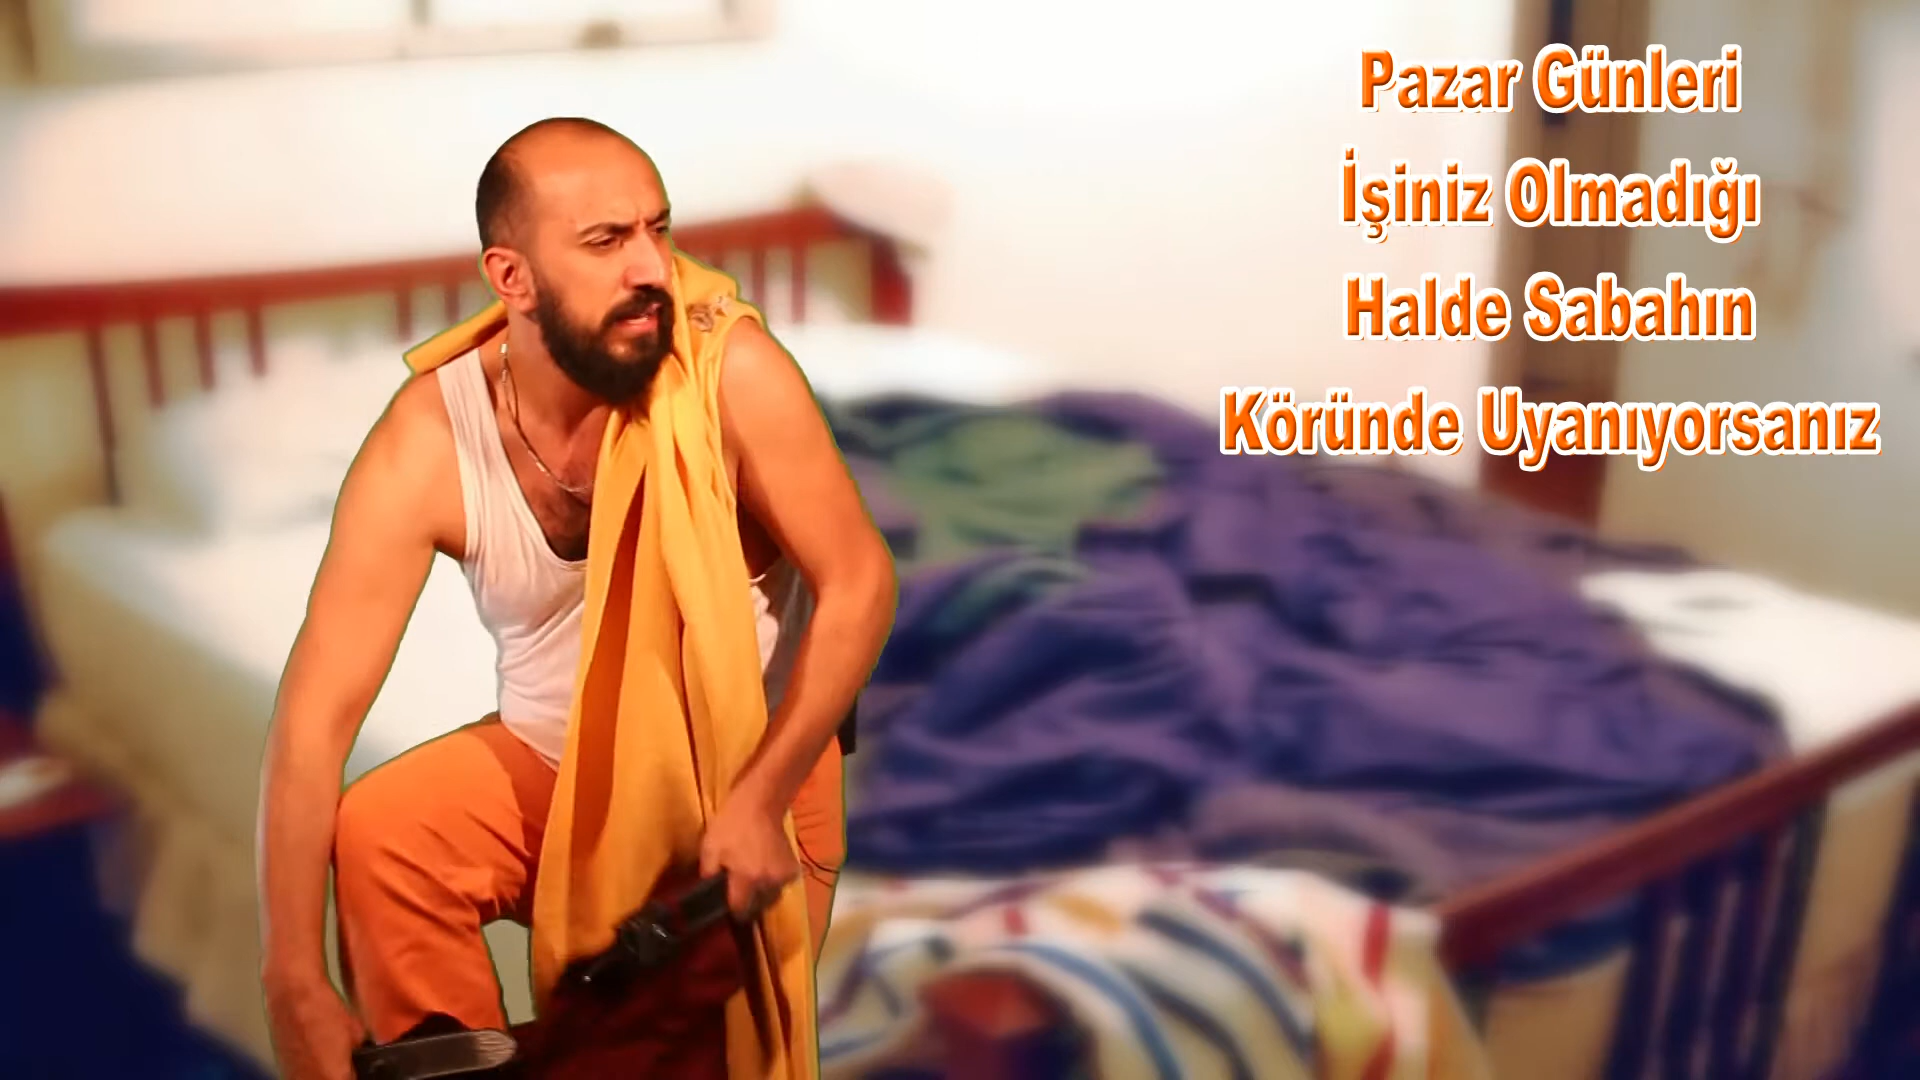 Pazar Günleri
İşiniz Olmadığı
Halde Sabahın
Köründe Uyanıyorsanız